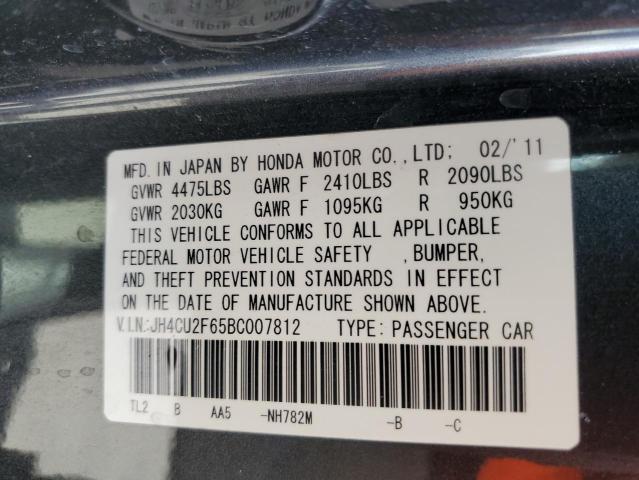 MFD. IN JAPAN BY HONDA MOTOR CO., LTD; 02/'11
GVWR 4475LBS GAWR F 2410LBS R 2090LBS
GVWR 2030KG GAWR F 1095KG R 950KG
THIS VEHICLE CONFORMS TO ALL APPLICABLE
FEDERAL MOTOR VEHICLE SAFETY ,BUMPER,
AND THEFT PREVENTION STANDARDS IN EFFECT
ON THE DATE OF MANUFACTURE SHOWN ABOVE.
V.I.N.:JH4CU2F65BC007812 TYPE: PASSENGER CAR
TL2 B AA5 -NH782M -B -C